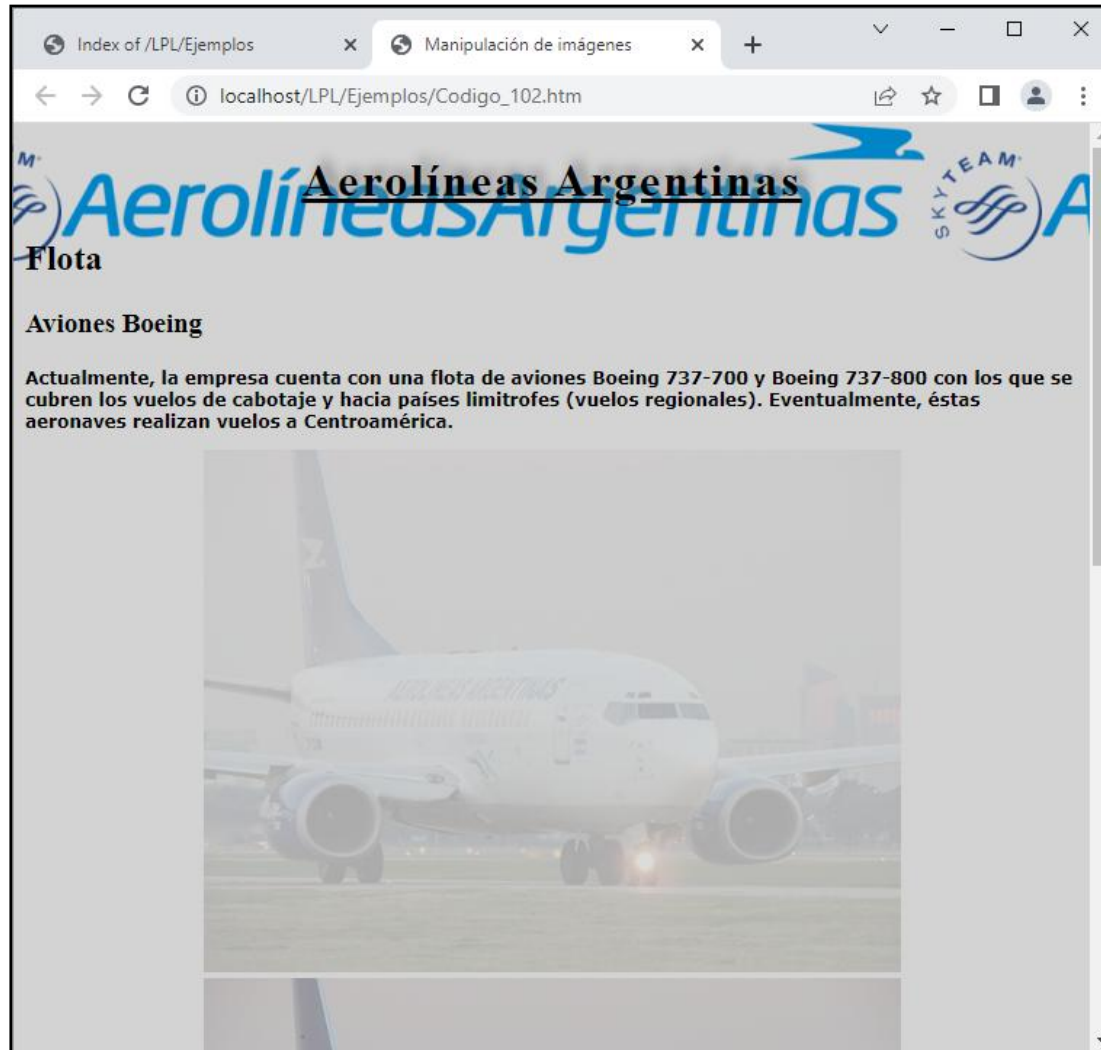 Index of /LPL/Ejemplos
Manipulación de imágenes
localhost/LPL/Ejemplos/Codigo_102.htm
AerolíneasArgentinas
SKYTEAM
Aerolíneas Argentinas
Flota
Aviones Boeing
Actualmente, la empresa cuenta con una flota de aviones Boeing 737-700 y Boeing 737-800 con los que se
cubren los vuelos de cabotaje y hacia países limitrofes (vuelos regionales). Eventualmente, éstas
aeronaves realizan vuelos a Centroamérica.
AEROLINEAS ARGENTINAS